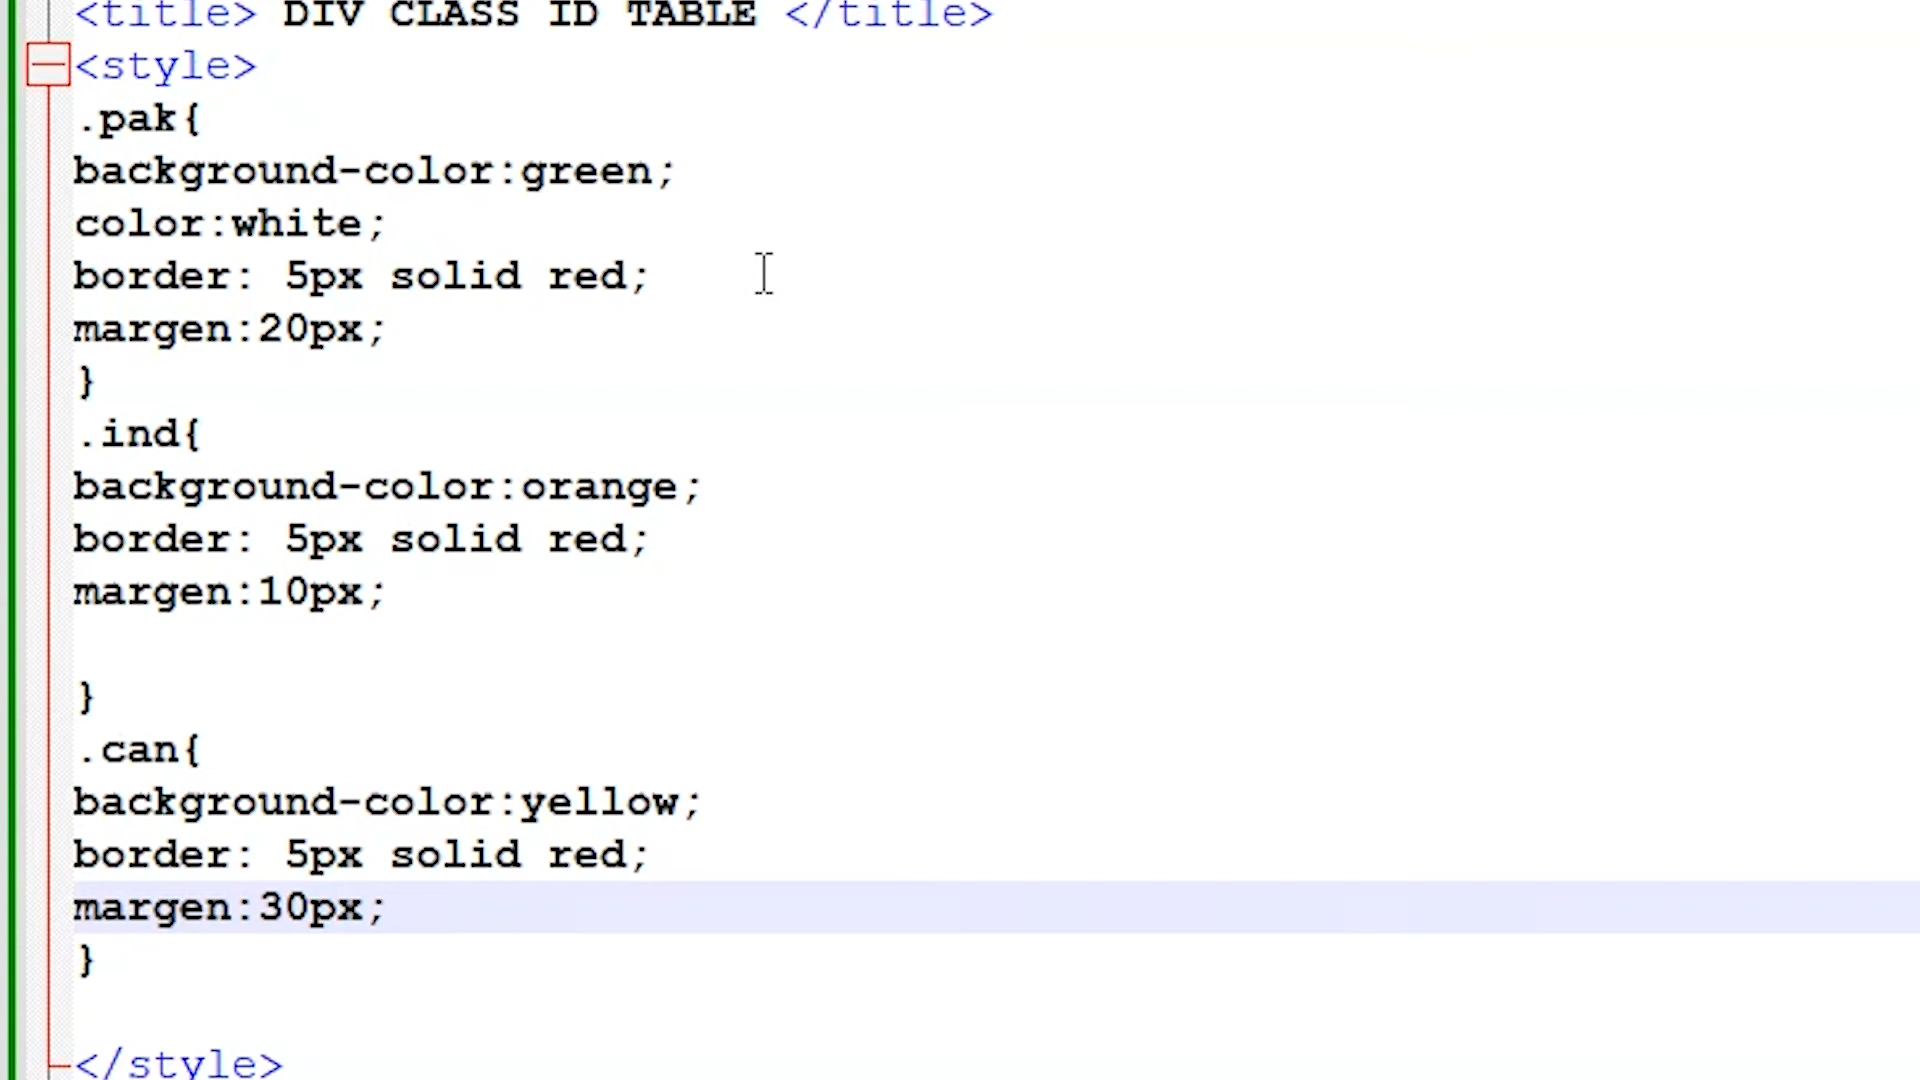 <title> DIV CLASS ID TABLE </title>
<style>
.pak{
background-color:green;
color:white;
border: 5px solid red;
margen:20px;
}
.ind{
background-color:orange;
border: 5px solid red;
margen:10px;
}
.can{
background-color:yellow;
border: 5px solid red;
margen:30px;
}
</style>